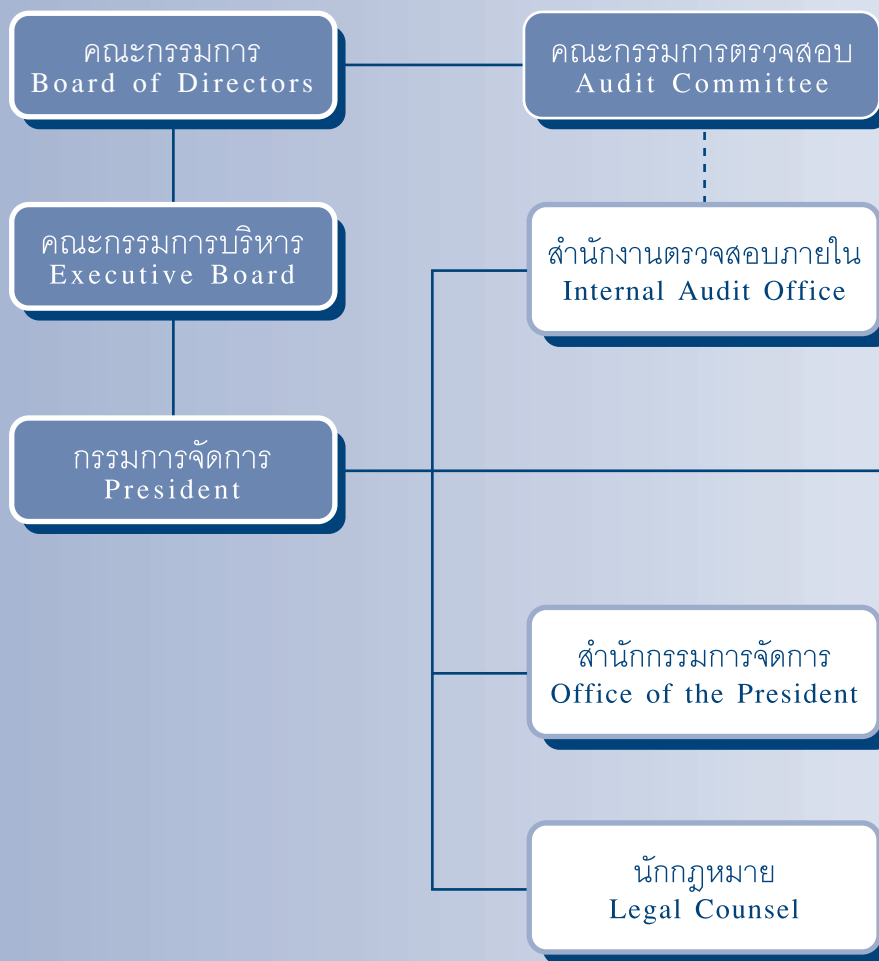 คณะกรรมการ
Board of Directors
คณะกรรมการตรวจสอบ
Audit Committee
คณะกรรมการบริหาร
Executive Board
สำนักงานตรวจสอบภายใน
Internal Audit Office
กรรมการจัดการ
President
สำนักกรรมการจัดการ
Office of the President
นักกฎหมาย
Legal Counsel